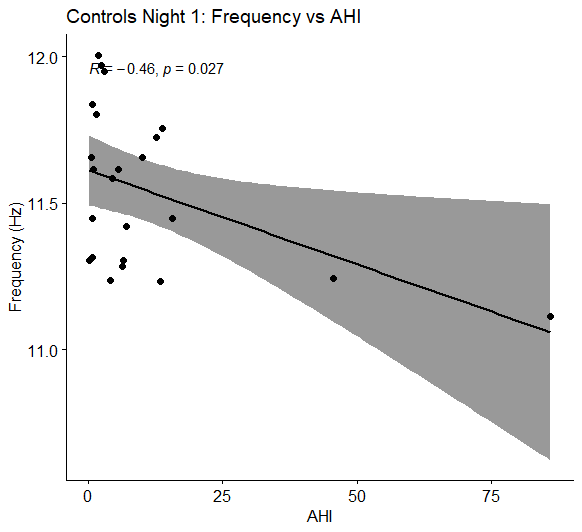 Controls Night 1: Frequency vs AHI
R = −0.46, p = 0.027
12.0
11.5
11.0
Frequency (Hz)
0 25 50 75
AHI